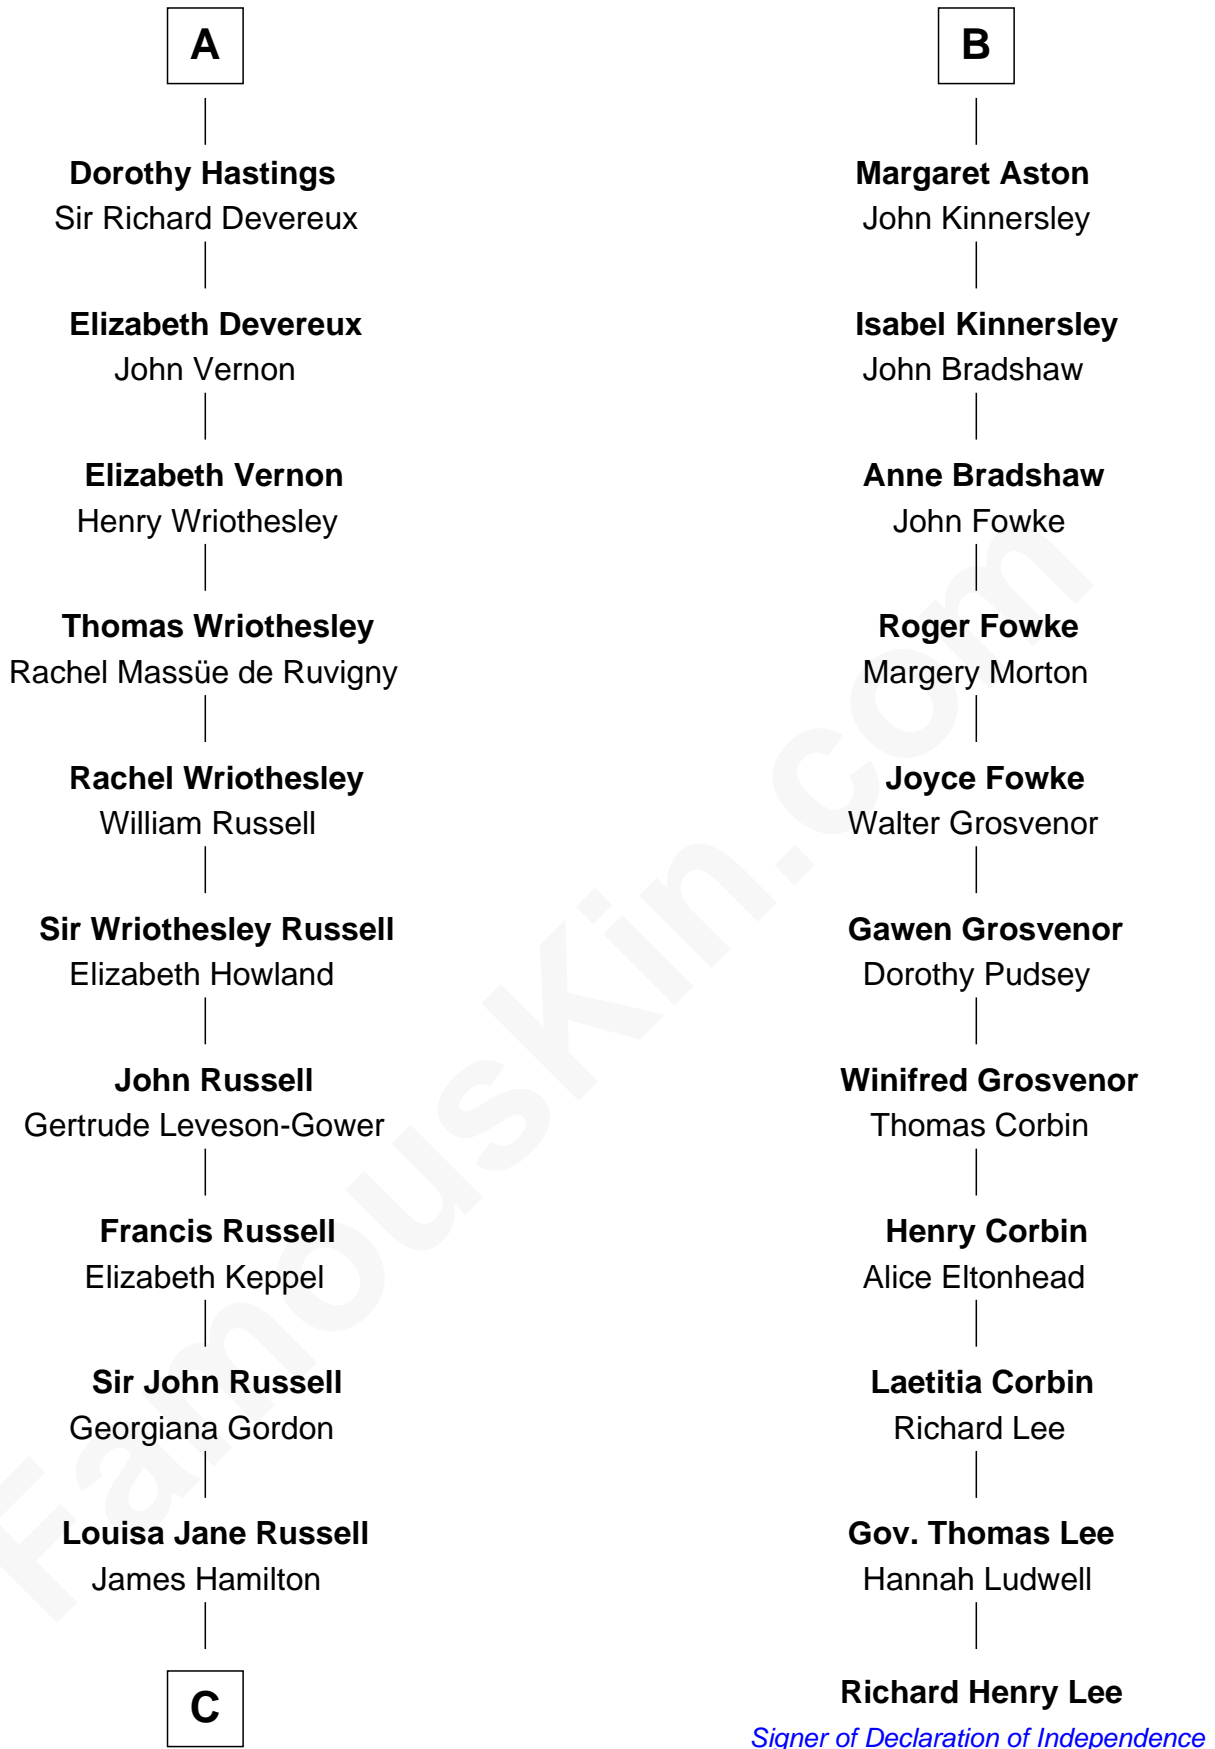 A
Dorothy Hastings
Sir Richard Devereux
Elizabeth Devereux
John Vernon
Elizabeth Vernon
Henry Wriothesley
Thomas Wriothesley
Rachel Massüe de Ruvigny
Rachel Wriothesley
William Russell
Sir Wriothesley Russell
Elizabeth Howland
John Russell
Gertrude Leveson-Gower
Francis Russell
Elizabeth Keppel
Sir John Russell
Georgiana Gordon
Louisa Jane Russell
James Hamilton
C
B
Margaret Aston
John Kinnersley
Isabel Kinnersley
John Bradshaw
Anne Bradshaw
John Fowke
Roger Fowke
Margery Morton
Joyce Fowke
Walter Grosvenor
Gawen Grosvenor
Dorothy Pudsey
Winifred Grosvenor
Thomas Corbin
Henry Corbin
Alice Eltonhead
Laetitia Corbin
Richard Lee
Gov. Thomas Lee
Hannah Ludwell
Richard Henry Lee
Signer of Declaration of Independence
FamousKin.com